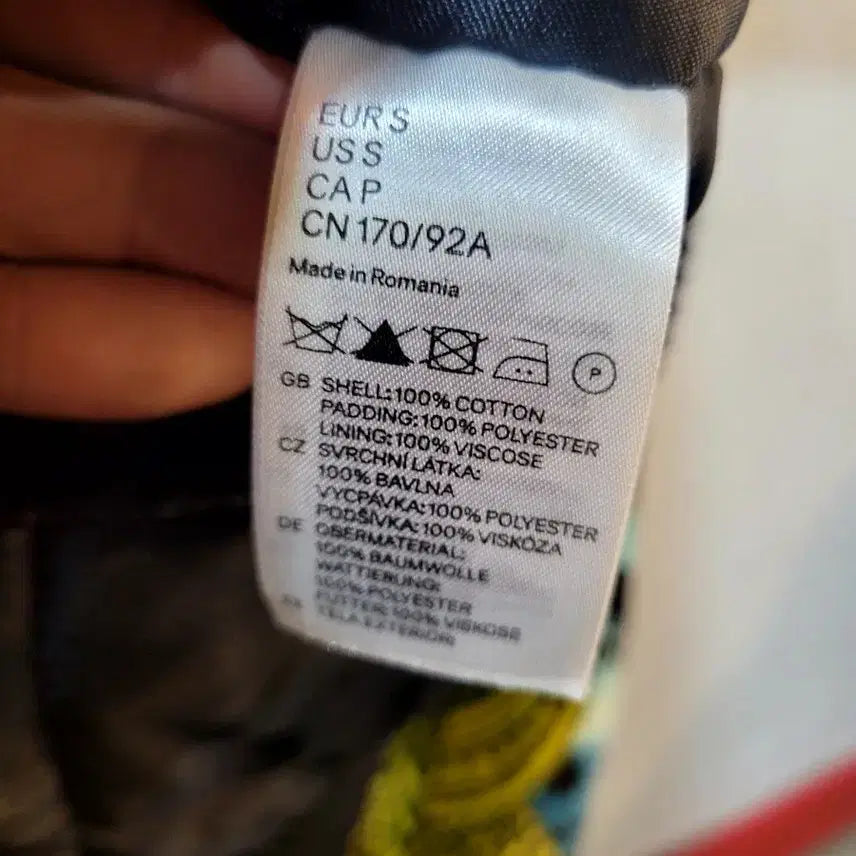 EUR S
US S
CA P
CN 170/92A
Made in Romania
P
GB SHELL:100% COTTON
PADDING:100% POLYESTER
LINING:100% VISCOSE
CZ SVRCHNÍ LÁTKA:
100% BAVLNA
VYCPÁVKA:100% POLYESTER
PODŠÍVKA:100% VISKÓZA
DE OBERMATERIAL:
100% BAUMWOLLE
WATTIERUNG:
100% POLYESTER
FUTTER:100% VISKOSE
TELA EXTERIOR: